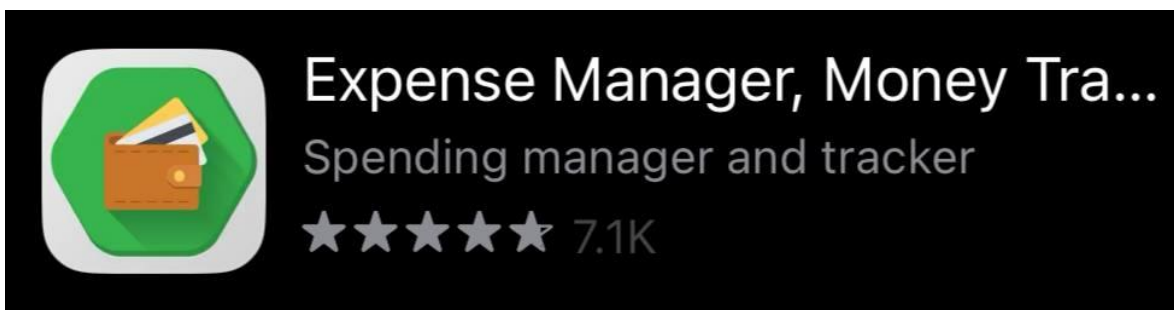 Expense Manager, Money Tra...
Spending manager and tracker
7.1K